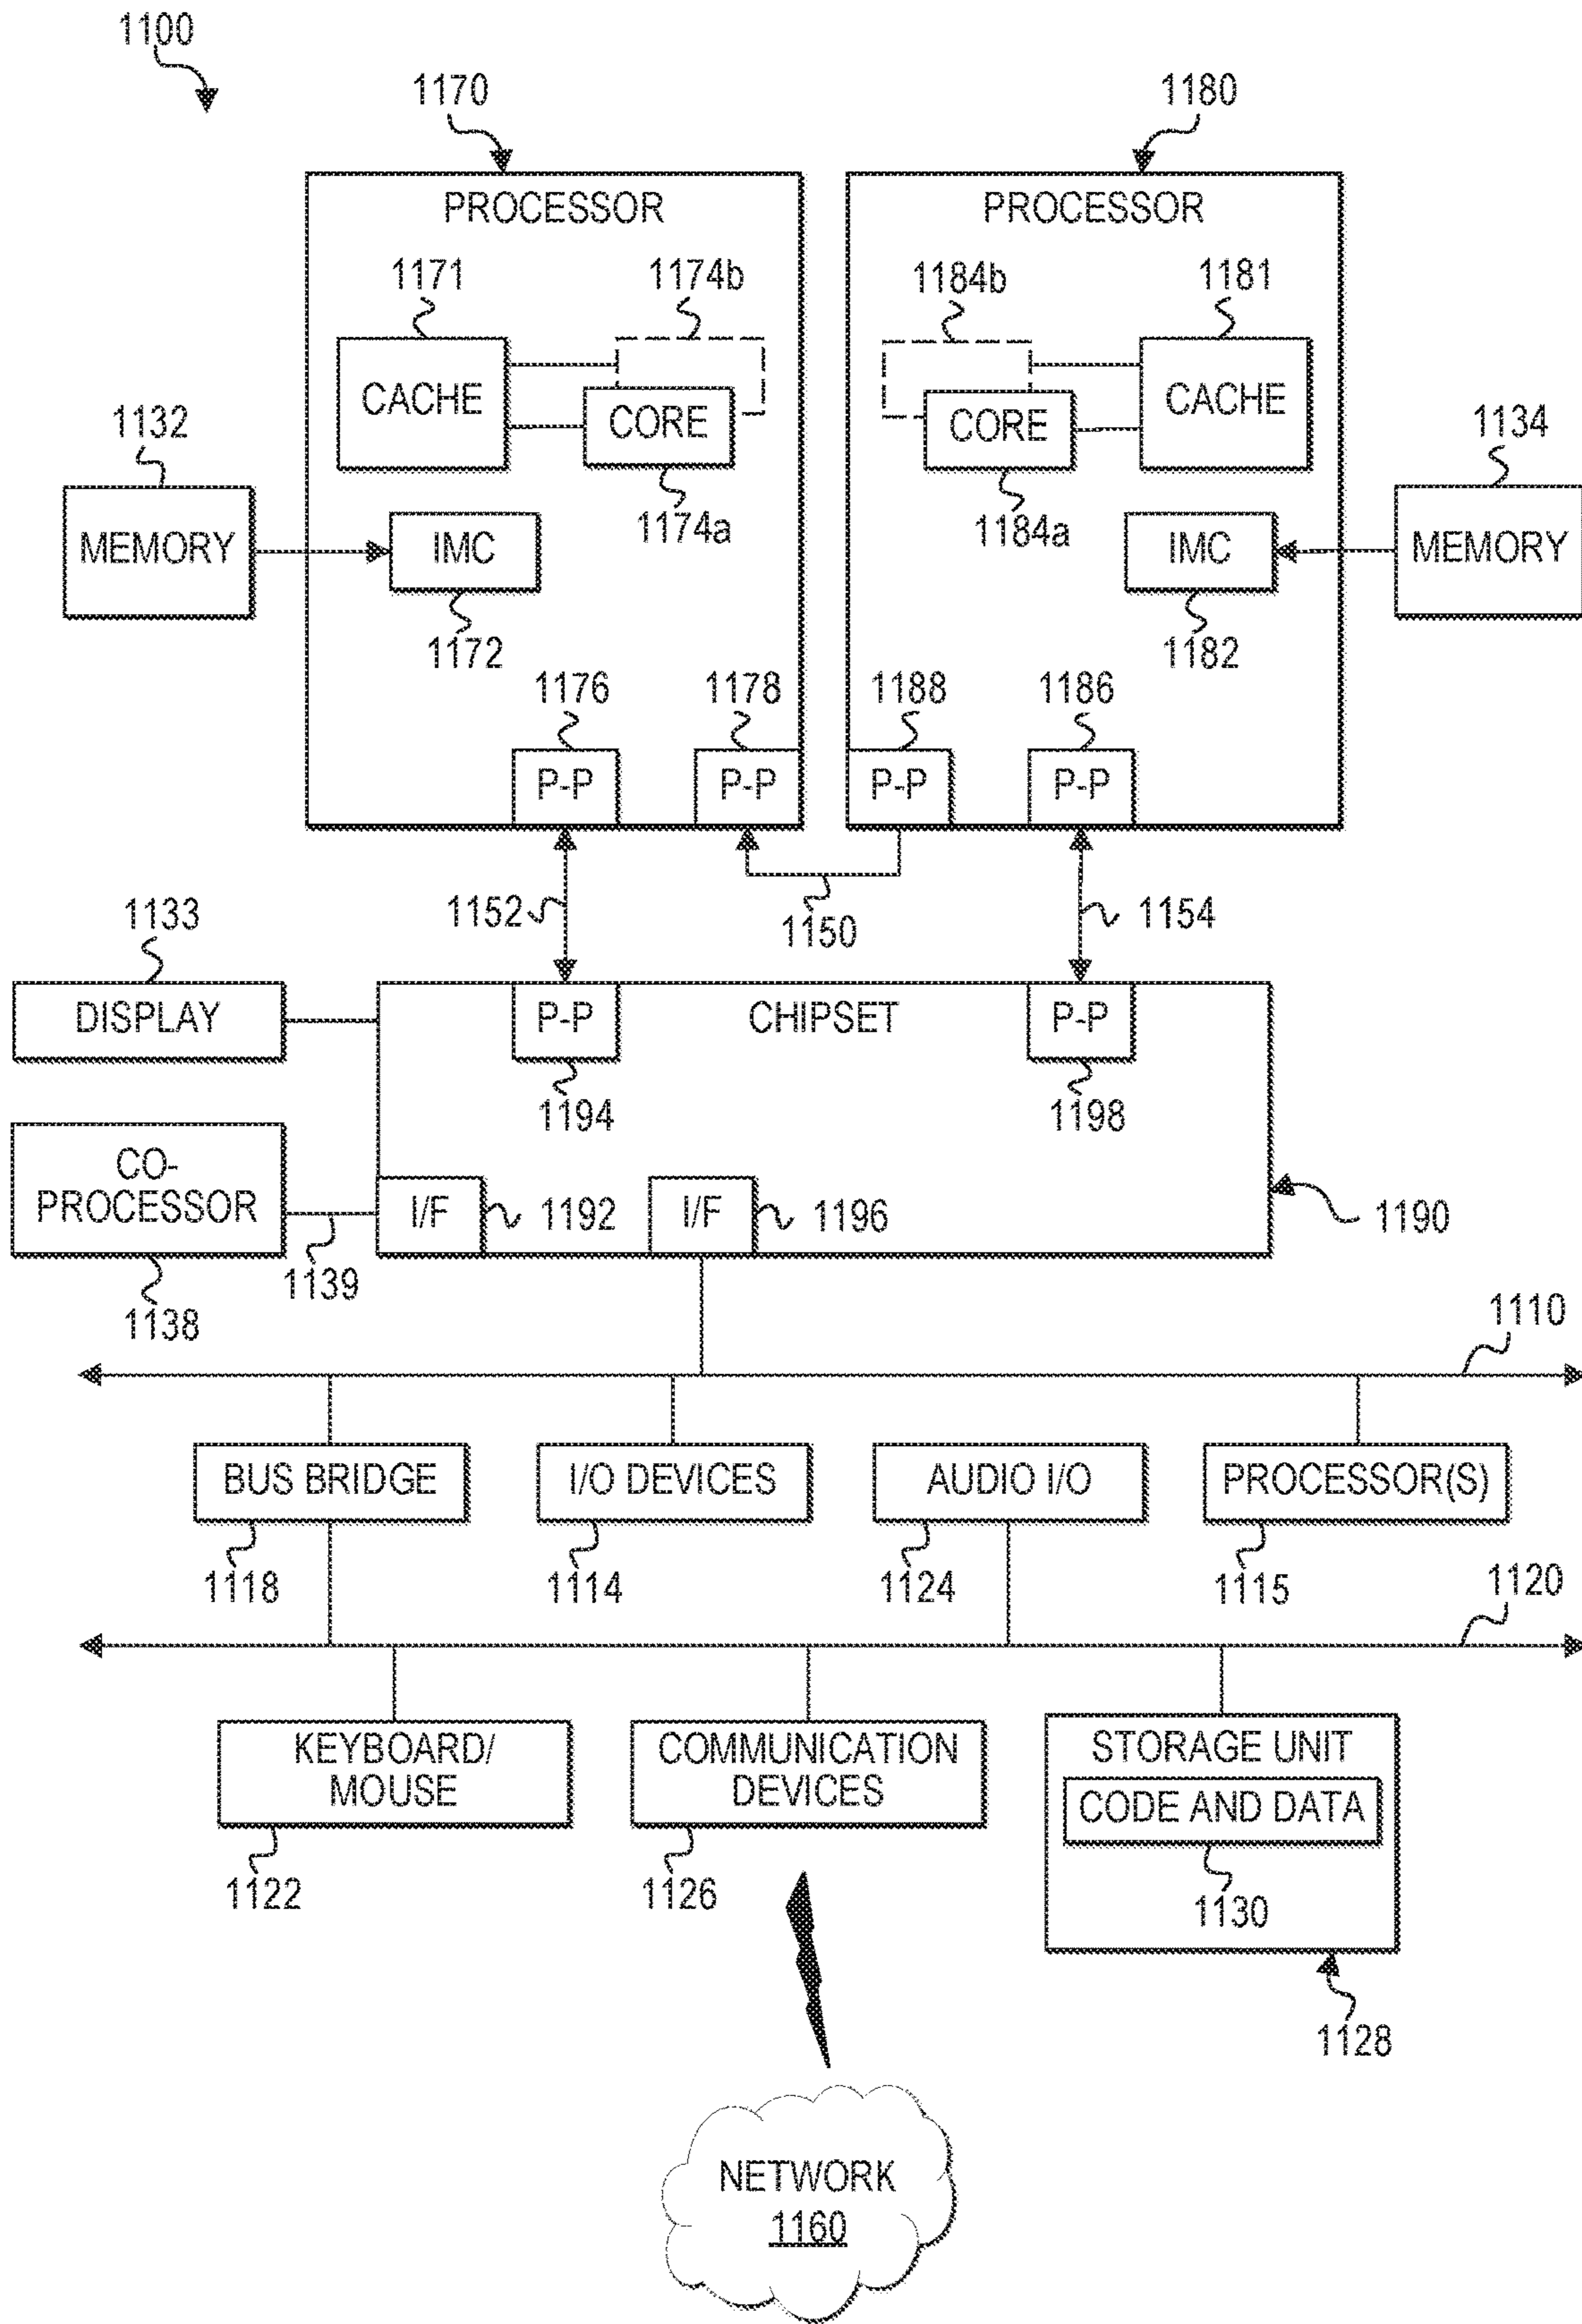 1100
1170
1180
PROCESSOR
PROCESSOR
1171
1174b
1184b
1181
CACHE
CORE
CORE
CACHE
1132
1134
1174a
1184a
MEMORY
IMC
IMC
MEMORY
1172
1182
1176
1178
1188
1186
P-P
P-P
P-P
P-P
1152
1150
1154
1133
DISPLAY
P-P
CHIPSET
P-P
1194
1198
CO-
PROCESSOR
I/F
1192
I/F
1196
1190
1139
1138
1110
BUS BRIDGE
I/O DEVICES
AUDIO I/O
PROCESSOR(S)
1118
1114
1124
1115
1120
KEYBOARD/
MOUSE
COMMUNICATION
DEVICES
STORAGE UNIT
CODE AND DATA
1122
1126
1130
1128
NETWORK
1160